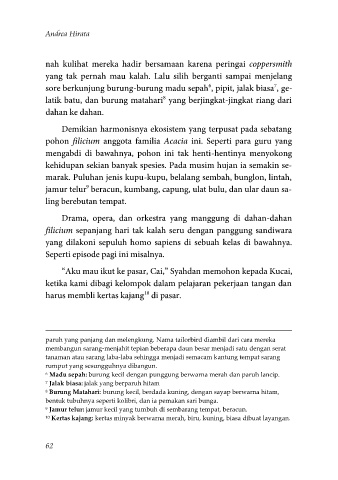 Andrea Hirata
nah kulihat mereka hadir bersamaan karena peringai coppersmith
yang tak pernah mau kalah. Lalu silih berganti sampai menjelang
sore berkunjung burung-burung madu sepah⁶, pipit, jalak biasa⁷, ge-
latik batu, dan burung matahari⁸ yang berjingkat-jingkat riang dari
dahan ke dahan.
Demikian harmonisnya ekosistem yang terpusat pada sebatang
pohon filicium anggota familia Acacia ini. Seperti para guru yang
mengabdi di bawahnya, pohon ini tak henti-hentinya menyokong
kehidupan sekian banyak spesies. Pada musim hujan ia semakin se-
marak. Puluhan jenis kupu-kupu, belalang sembah, bunglon, lintah,
jamur telur⁹ beracun, kumbang, capung, ulat bulu, dan ular daun sa-
ling berebutan tempat.
Drama, opera, dan orkestra yang manggung di dahan-dahan
filicium sepanjang hari tak kalah seru dengan panggung sandiwara
yang dilakoni sepuluh homo sapiens di sebuah kelas di bawahnya.
Seperti episode pagi ini misalnya.
“Aku mau ikut ke pasar, Cai,” Syahdan memohon kepada Kucai,
ketika kami dibagi kelompok dalam pelajaran pekerjaan tangan dan
harus membli kertas kajang¹⁰ di pasar.
paruh yang panjang dan melengkung. Nama tailorbird diambil dari cara mereka
membangun sarang-menjahit tepian beberapa daun besar menjadi satu dengan serat
tanaman atau sarang laba-laba sehingga menjadi semacam kantung tempat sarang
rumput yang sesungguhnya dibangun.
⁶ Madu sepah: burung kecil dengan punggung berwarna merah dan paruh lancip.
⁷ Jalak biasa: jalak yang berparuh hitam
⁸ Burung Matahari: burung kecil, berdada kuning, dengan sayap berwarna hitam,
bentuk tubuhnya seperti kolibri, dan ia pemakan sari bunga.
⁹ Jamur telur: jamur kecil yang tumbuh di sembarang tempat, beracun.
¹⁰ Kertas kajang: kertas minyak berwarna merah, biru, kuning, biasa dibuat layangan.
62